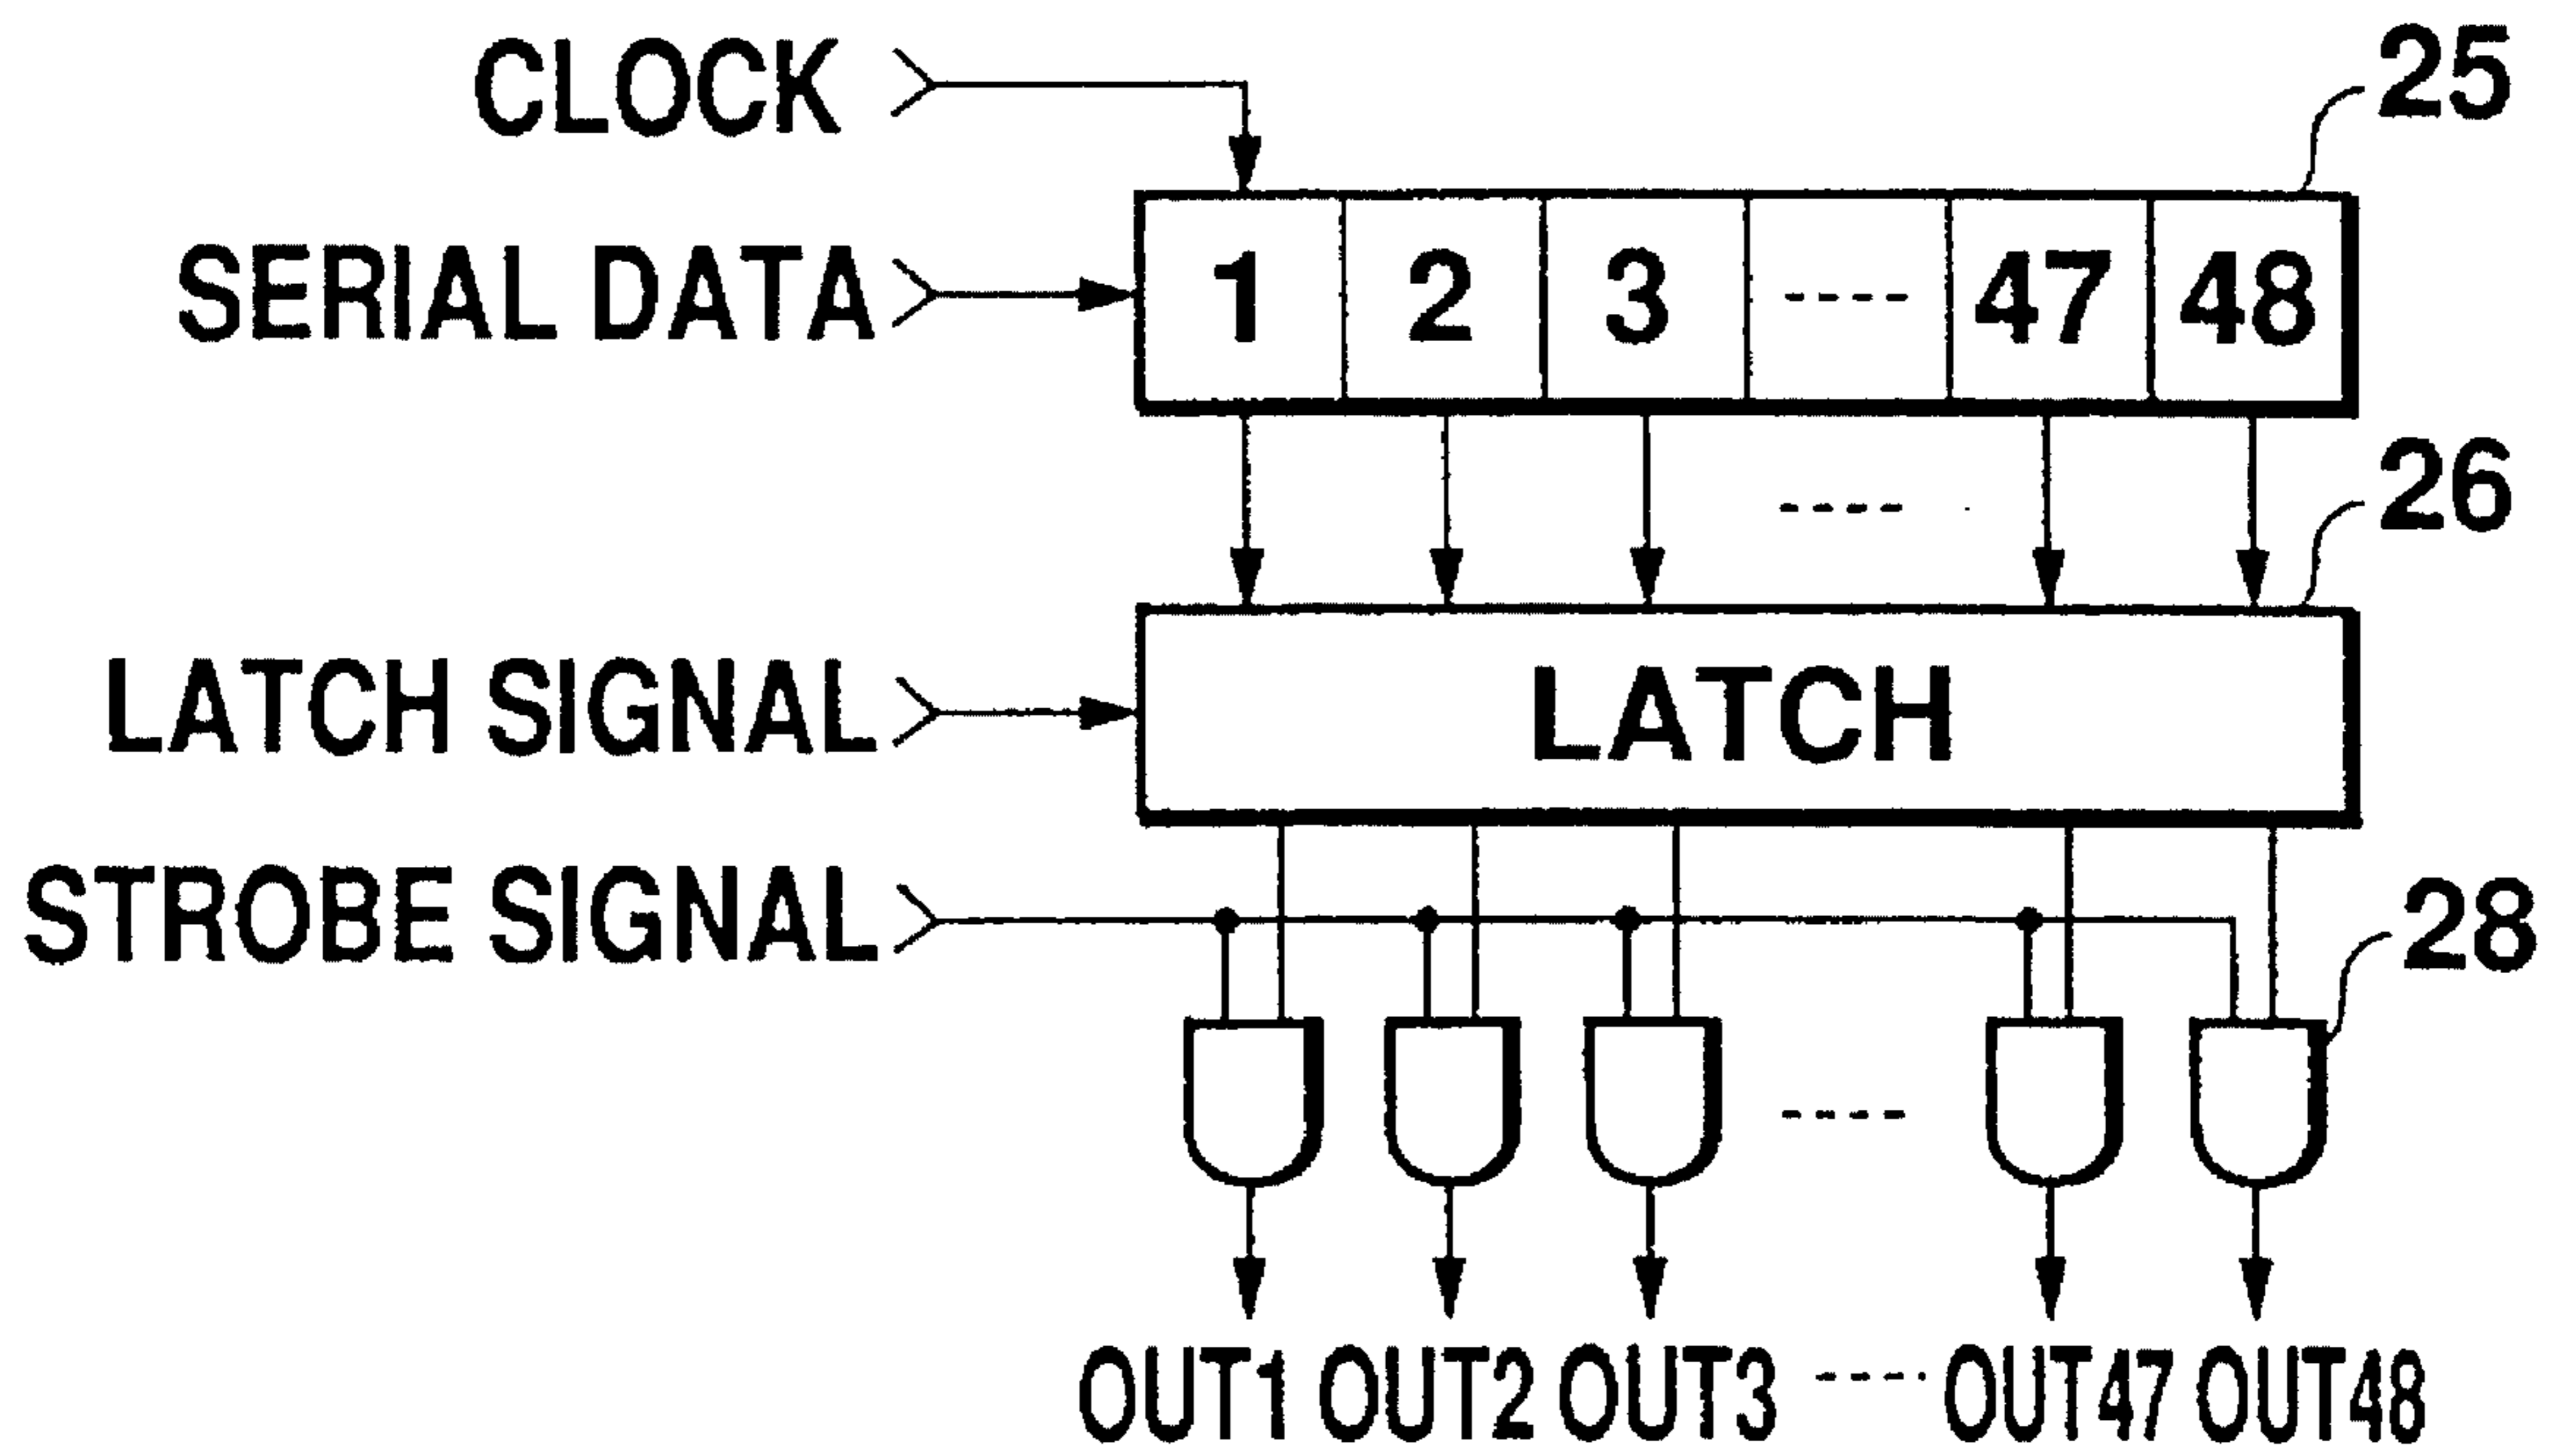 CLOCK
25
SERIAL DATA
1 2 3 ---- 47 48
----
26
LATCH SIGNAL
LATCH
STROBE SIGNAL
28
----
OUT1 OUT2 OUT3 ---- OUT47 OUT48